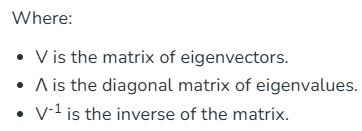 Where:
• V is the matrix of eigenvectors.
• Λ is the diagonal matrix of eigenvalues.
• V⁻¹ is the inverse of the matrix.